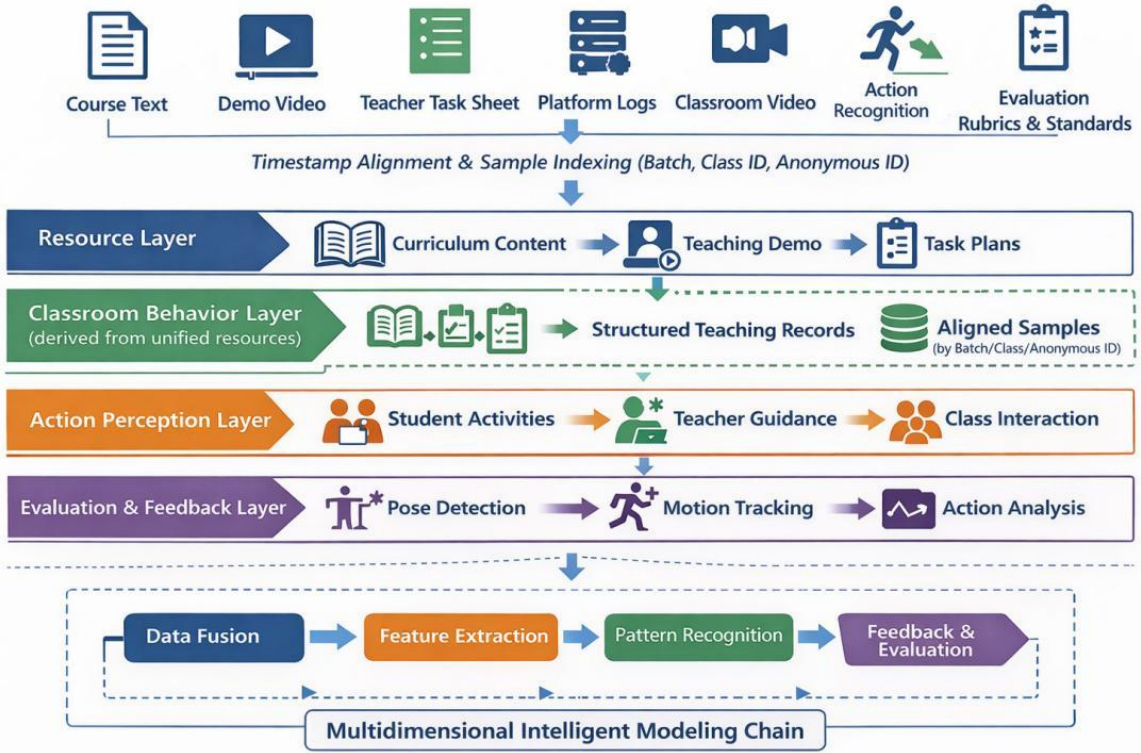 Course Text
Demo Video
Teacher Task Sheet
Platform Logs
Classroom Video
Action
Recognition
Evaluation
Rubrics & Standards
Timestamp Alignment & Sample Indexing (Batch, Class ID, Anonymous ID)
Resource Layer
Curriculum Content
Teaching Demo
Task Plans
Classroom Behavior Layer
(derived from unified resources)
Structured Teaching Records
Aligned Samples
(by Batch/Class/Anonymous ID)
Action Perception Layer
Student Activities
Teacher Guidance
Class Interaction
Evaluation & Feedback Layer
Pose Detection
Motion Tracking
Action Analysis
Data Fusion
Feature Extraction
Pattern Recognition
Feedback &
Evaluation
Multidimensional Intelligent Modeling Chain